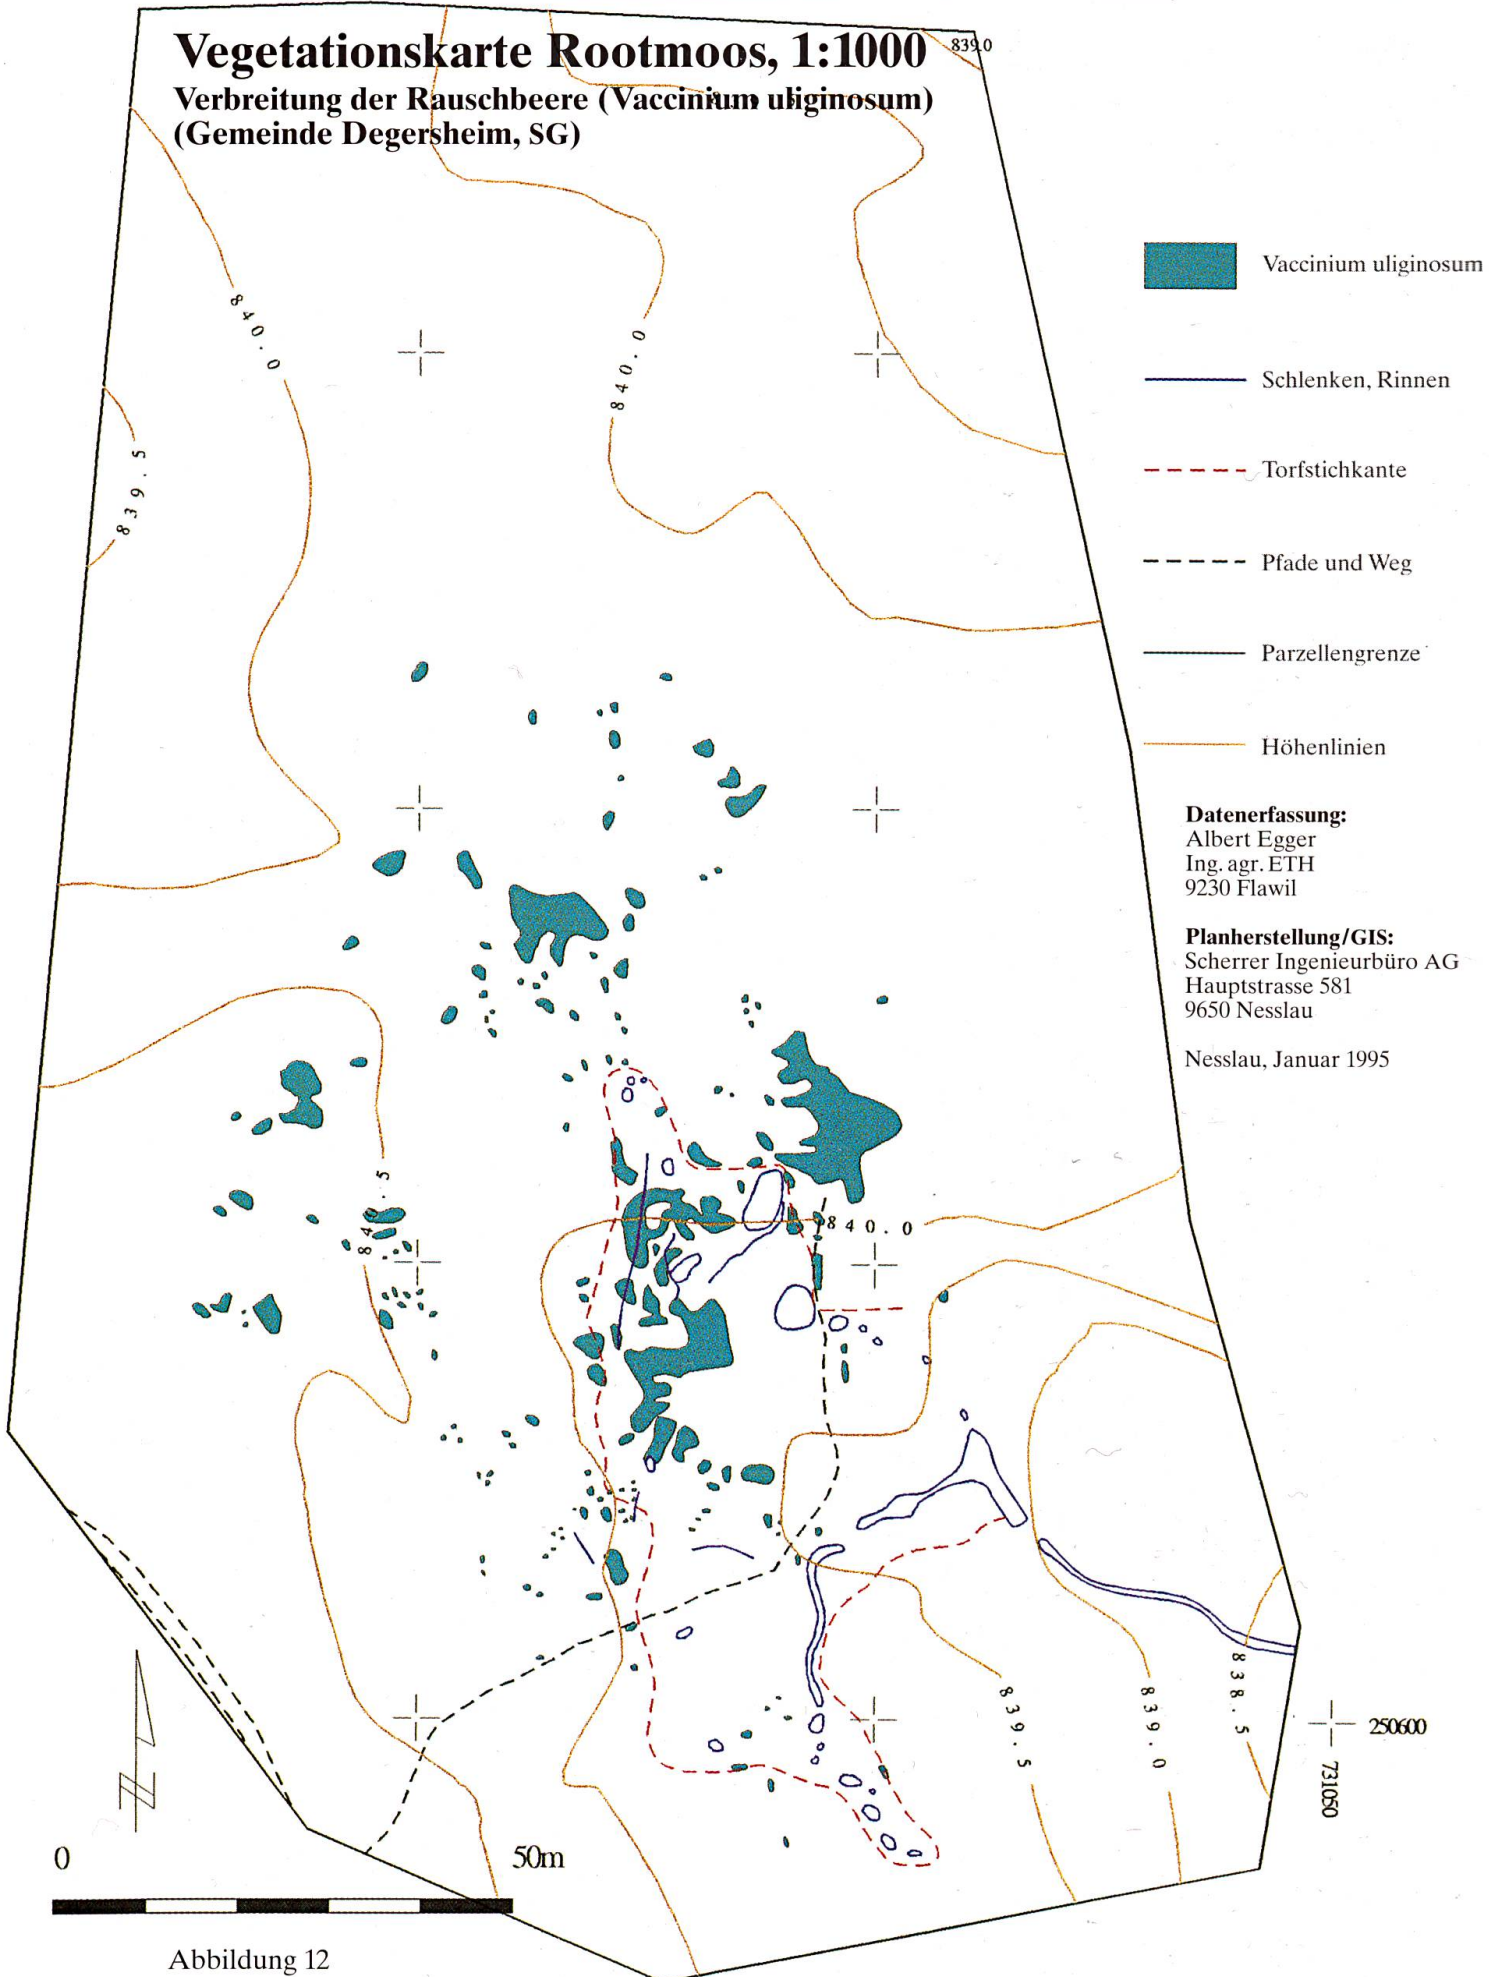 Vegetationskarte Rootmoos, 1:1000
839.0
Verbreitung der Rauschbeere (Vaccinium uliginosum)
(Gemeinde Degersheim, SG)
Vaccinium uliginosum
840.0
840.0
Schlenken, Rinnen
839.5
Torfstichkante
Pfade und Weg
Parzellengrenze
Höhenlinien
Datenerfassung:
Albert Egger
Ing. agr. ETH
9230 Flawil
Planherstellung/GIS:
Scherrer Ingenieurbüro AG
Hauptstrasse 581
9650 Nesslau
Nesslau, Januar 1995
840.5
840.0
839.5
839.0
838.5
250600
731050
N
0
50m
Abbildung 12